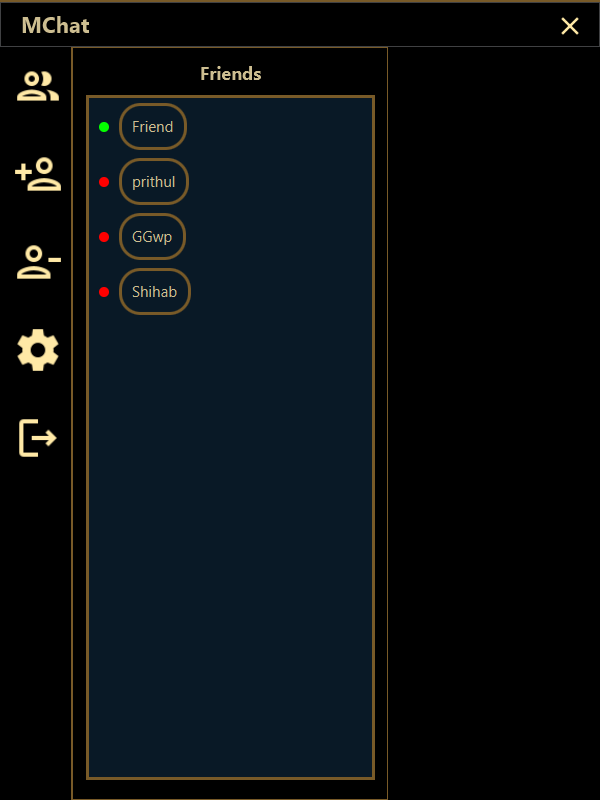 MChat
Friends
Friend
prithul
GGwp
Shihab